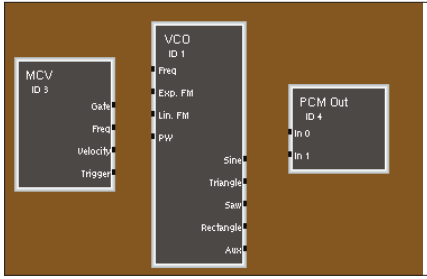 MCV
ID 3
Gate
Freq
Velocity
Trigger
VCO
ID 1
Freq
Exp. FM
Lin. FM
PW
Sine
Triangle
Saw
Rectangle
Aux
PCM Out
ID 4
In 0
In 1